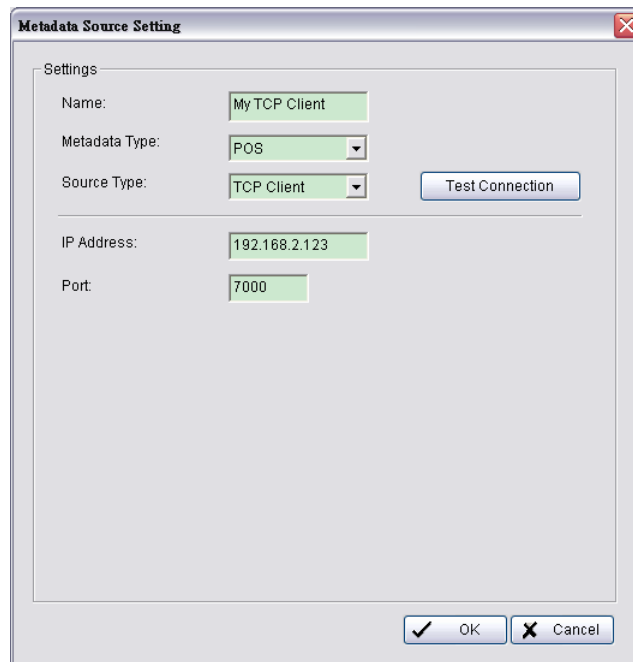 Metadata Source Setting
Settings
Name: My TCP Client
Metadata Type: POS
Source Type: TCP Client Test Connection
IP Address: 192.168.2.123
Port: 7000
OK Cancel